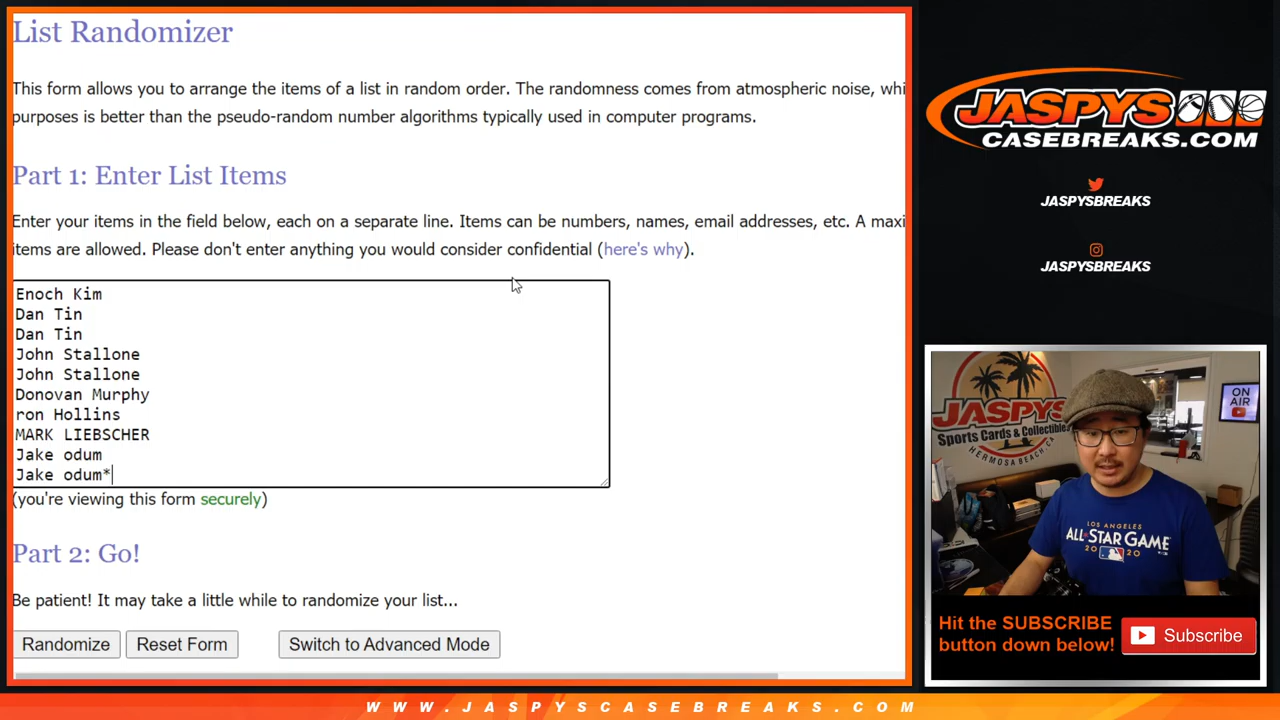 List Randomizer
This form allows you to arrange the items of a list in random order. The randomness comes from atmospheric noise, whi
purposes is better than the pseudo-random number algorithms typically used in computer programs.
Part 1: Enter List Items
Enter your items in the field below, each on a separate line. Items can be numbers, names, email addresses, etc. A maxi
items are allowed. Please don't enter anything you would consider confidential (here's why).
Enoch Kim
Dan Tin
Dan Tin
John Stallone
John Stallone
Donovan Murphy
ron Hollins
MARK LIEBSCHER
Jake odum
Jake odum*
(you're viewing this form securely)
Part 2: Go!
Be patient! It may take a little while to randomize your list...
Randomize
Reset Form
Switch to Advanced Mode
JASPYS
CASEBREAKS.COM
JASPYSBREAKS
JASPYSBREAKS
JASPYS
Sports Cards & Collectibles
HERMOSA BEACH, CA
ON
AIR
LOS ANGELES
ALL-STAR GAME
2020
Hit the SUBSCRIBE
button down below!
Subscribe
WWW.JASPYSCASEBREAKS.COM